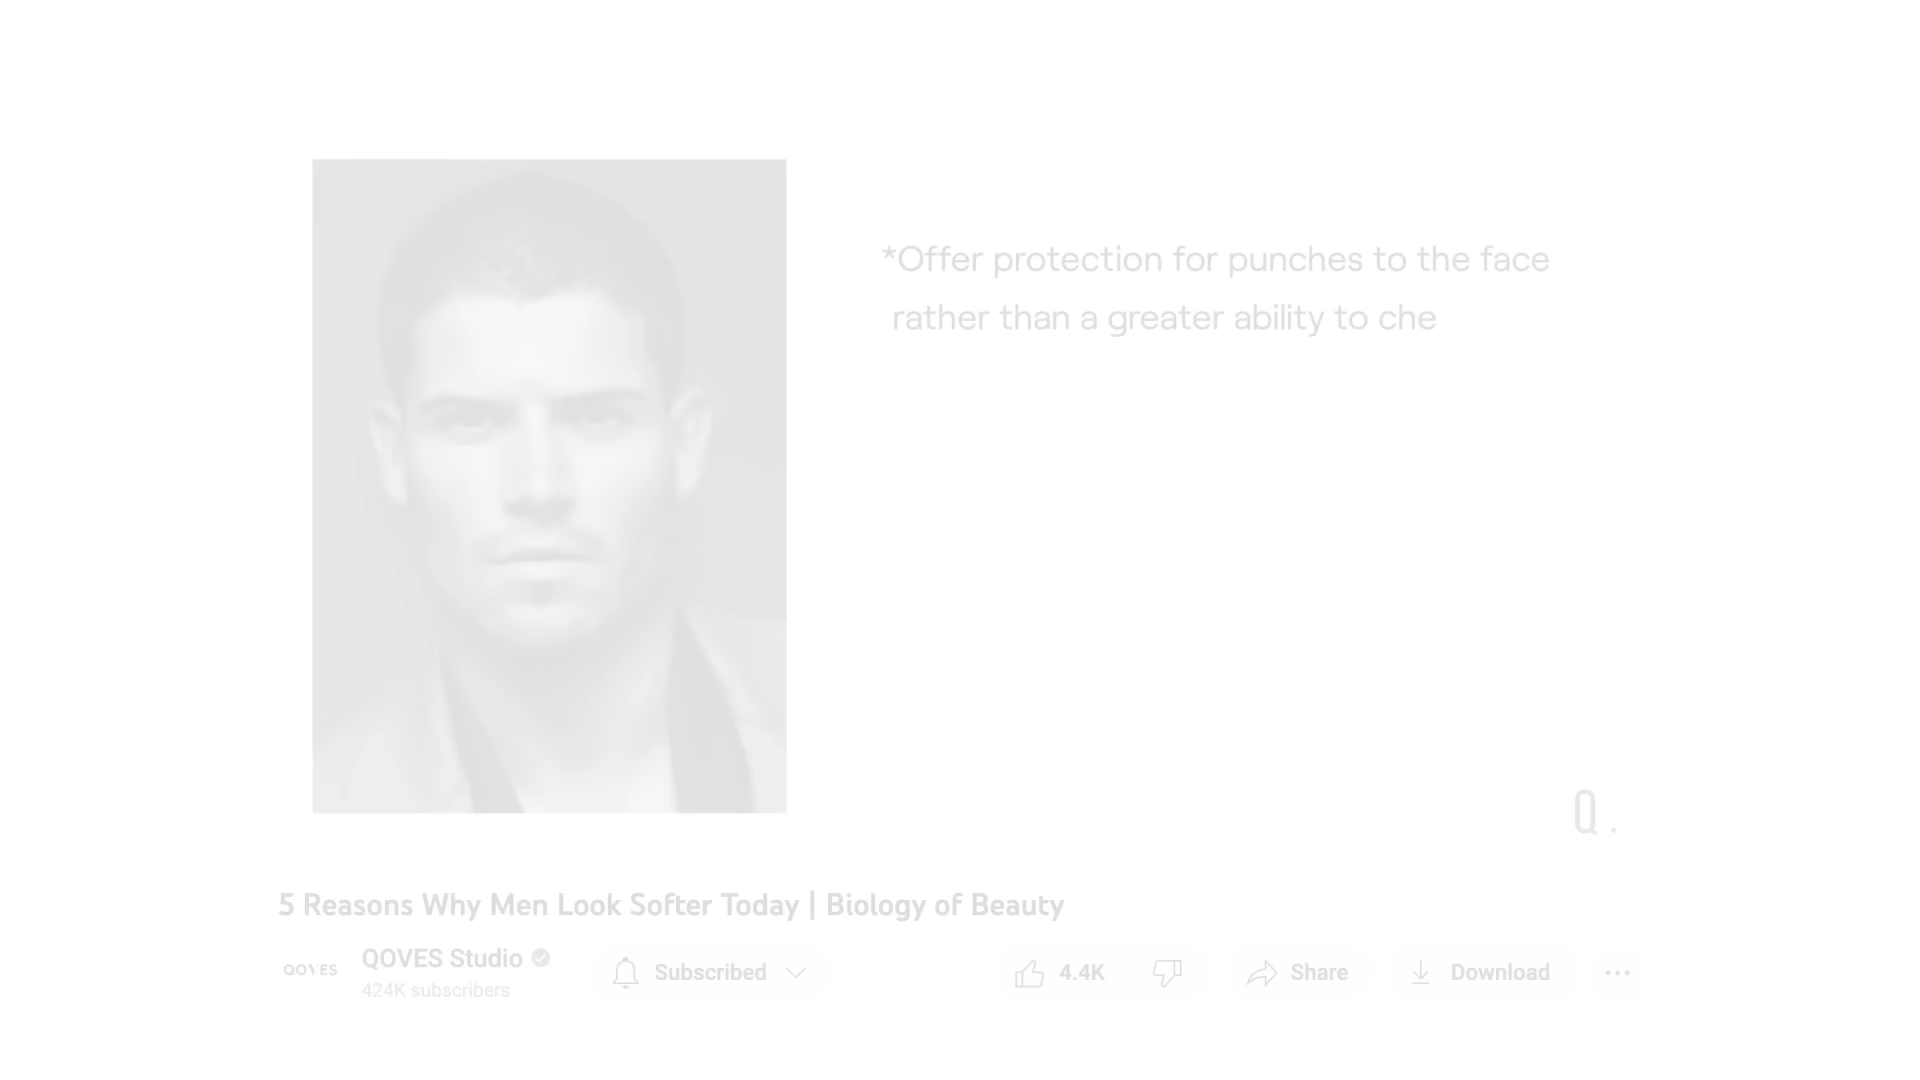 *Offer protection for punches to the face
rather than a greater ability to che
Q.
5 Reasons Why Men Look Softer Today | Biology of Beauty
QOVES
QOVES Studio
424K subscribers
Subscribed
4.4K
Share
Download